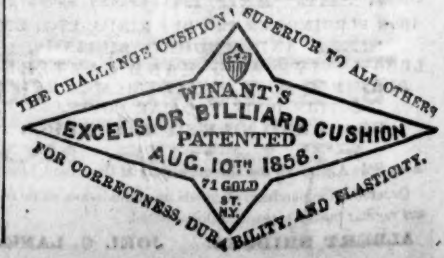 THE CHALLENGE CUSHION' SUPERIOR TO ALL OTHERS
WINANT'S
EXCELSIOR BILLIARD CUSHION
PATENTED
AUG. 10TH 1858.
71 GOLD
ST.
N.Y.
FOR CORRECTNESS, DURABILITY, AND ELASTICITY.